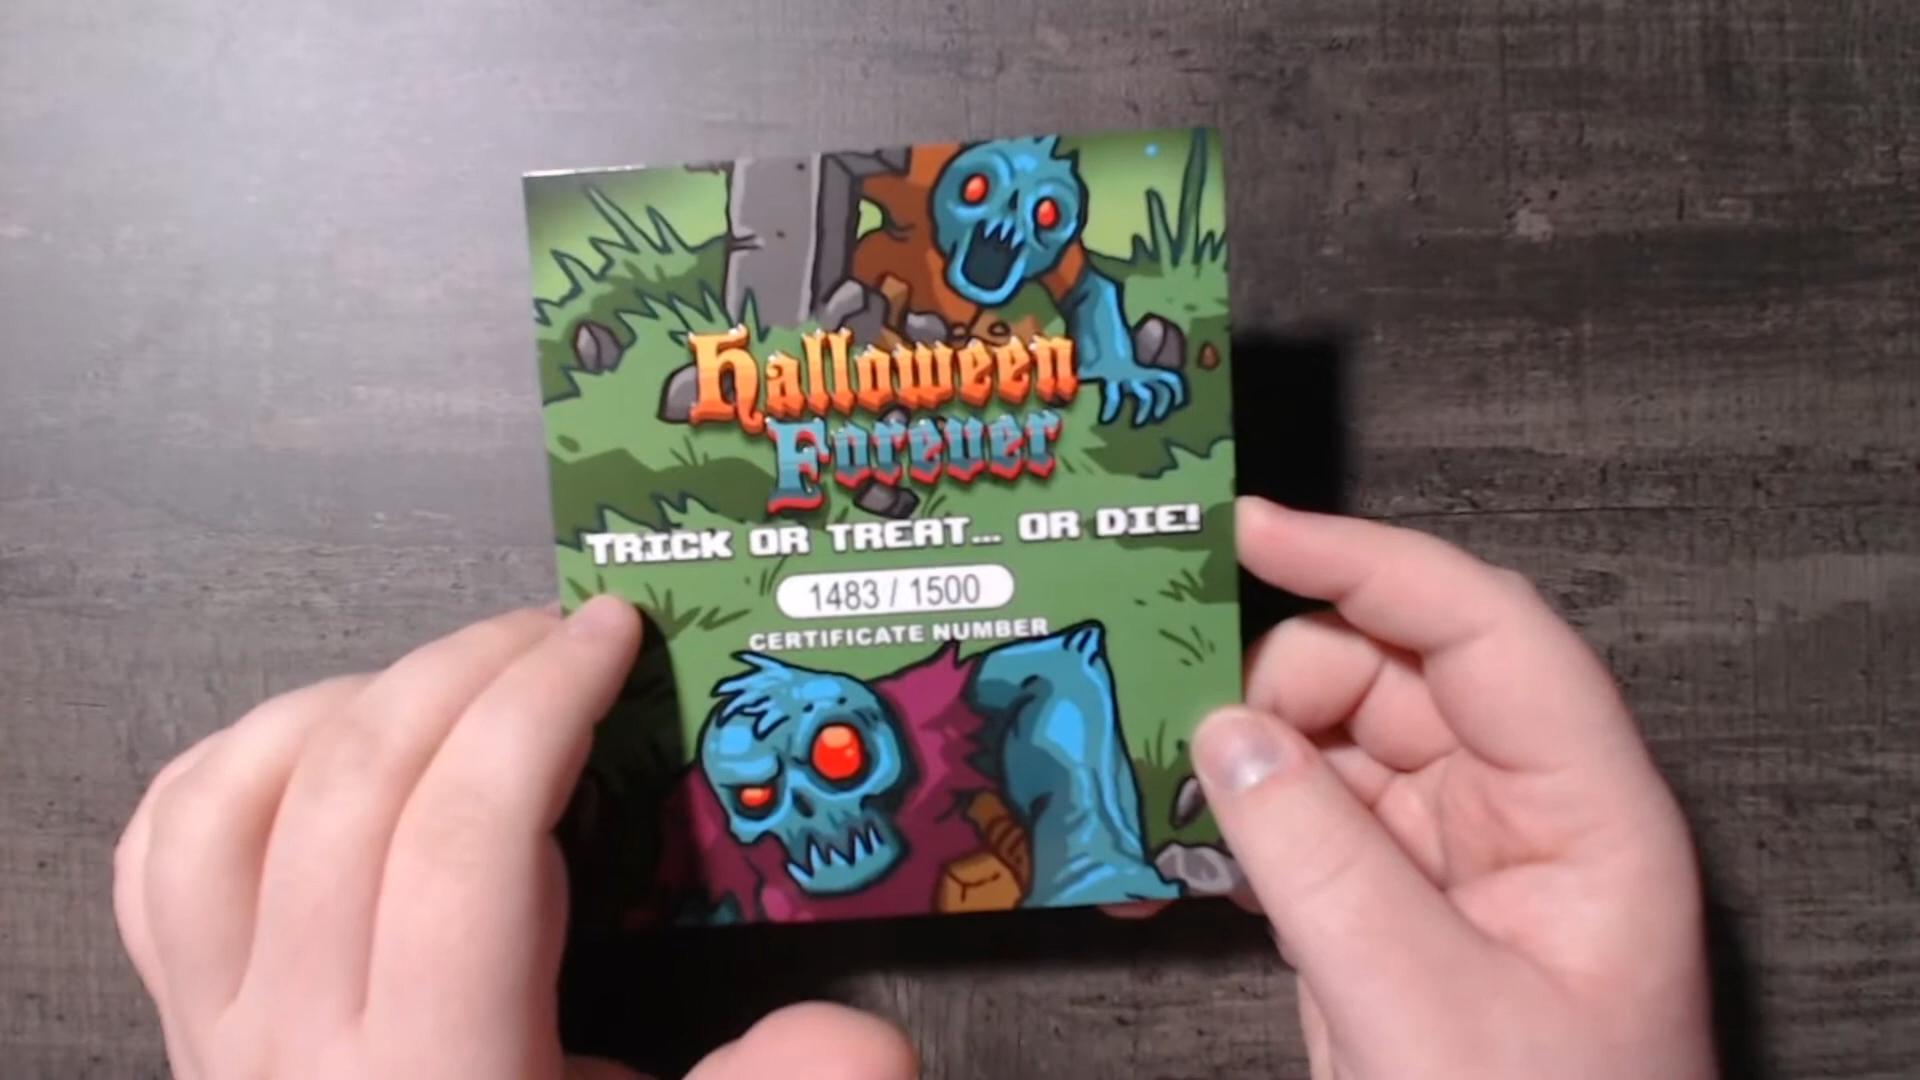 Halloween
Forever
TRICK OR TREAT... OR DIE!
1483 / 1500
CERTIFICATE NUMBER